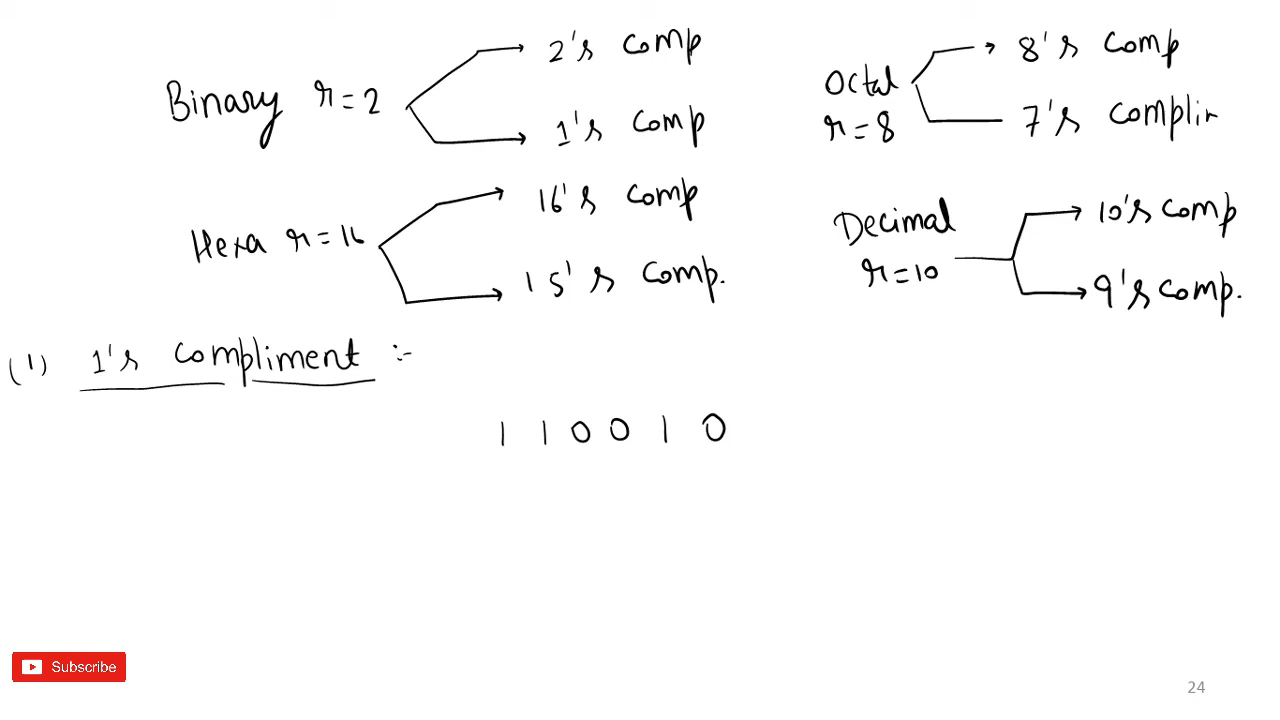 Binary r=2
2's comp
1's comp
Octal
r=8
8's comp
7's complim
Hexa r=16
16's comp
15's comp.
Decimal
r=10
10's comp
9's comp.
(1) 1's compliment :-
1 1 0 0 1 0
Subscribe
24